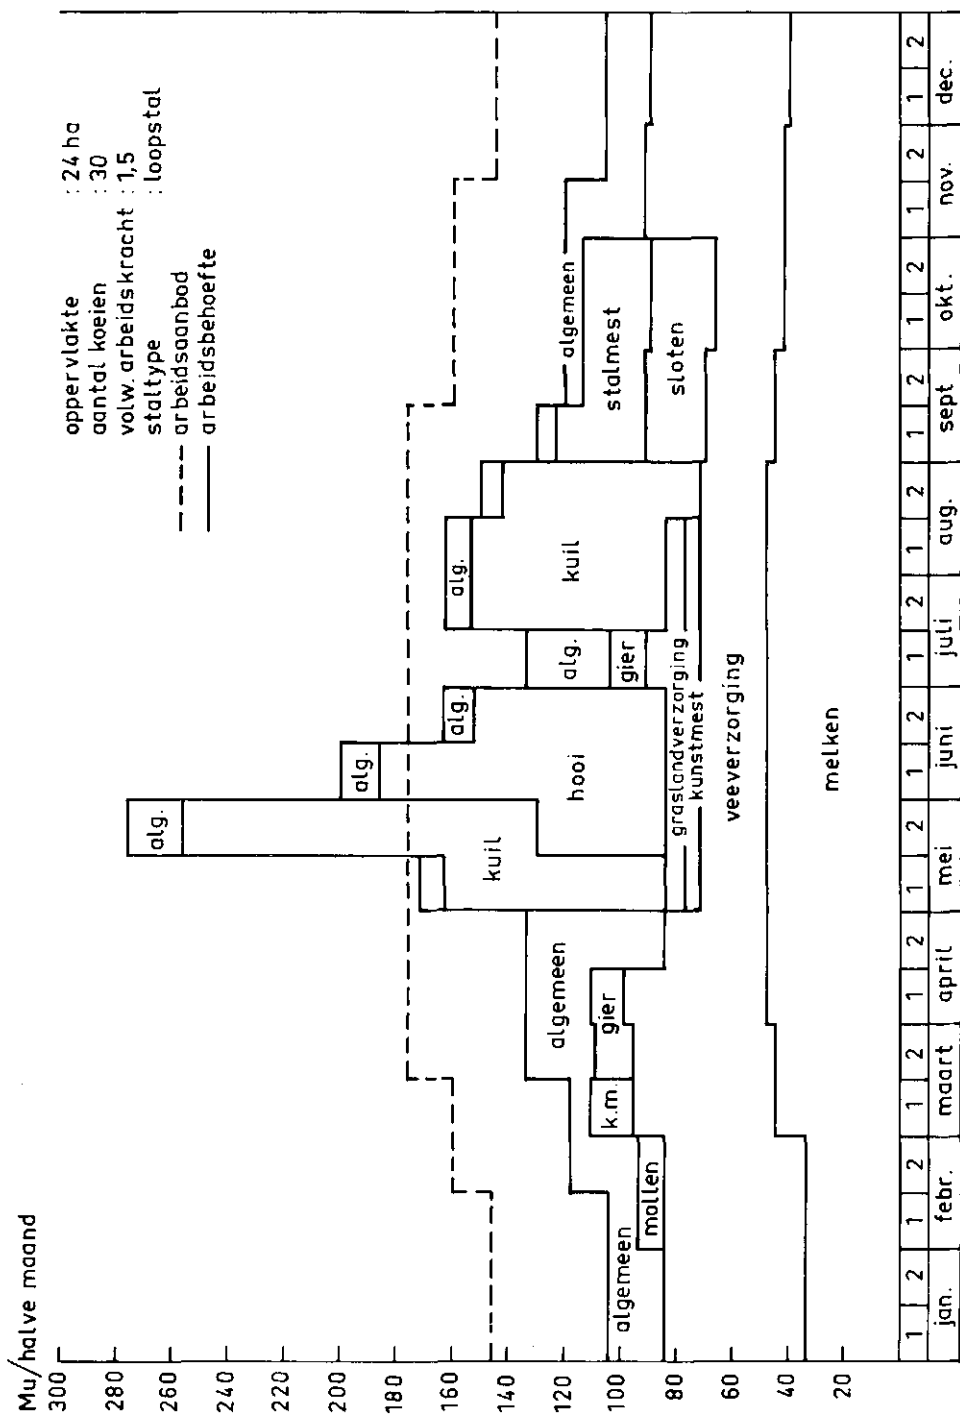 Mu/halve maand
300
280
260
240
220
200
180
160
140
120
100
80
60
40
20
oppervlakte : 24 ha
aantal koeien : 30
volw. arbeidskracht : 1,5
staltype : loopstal
arbeidsaanbod
arbeidsbehoefte
alg.
alg.
alg.
alg.
alg.
kuil
hooi
kuil
gier
algemeen
gier
k.m.
mollen
algemeen
algemeen
stalmest
sloten
graslandverzorging
kunstmest
veeverzorging
melken
1 2 1 2 1 2 1 2 1 2 1 2 1 2 1 2 1 2 1 2 1 2 1 2
jan. febr. maart april mei juni juli aug. sept okt. nov. dec.